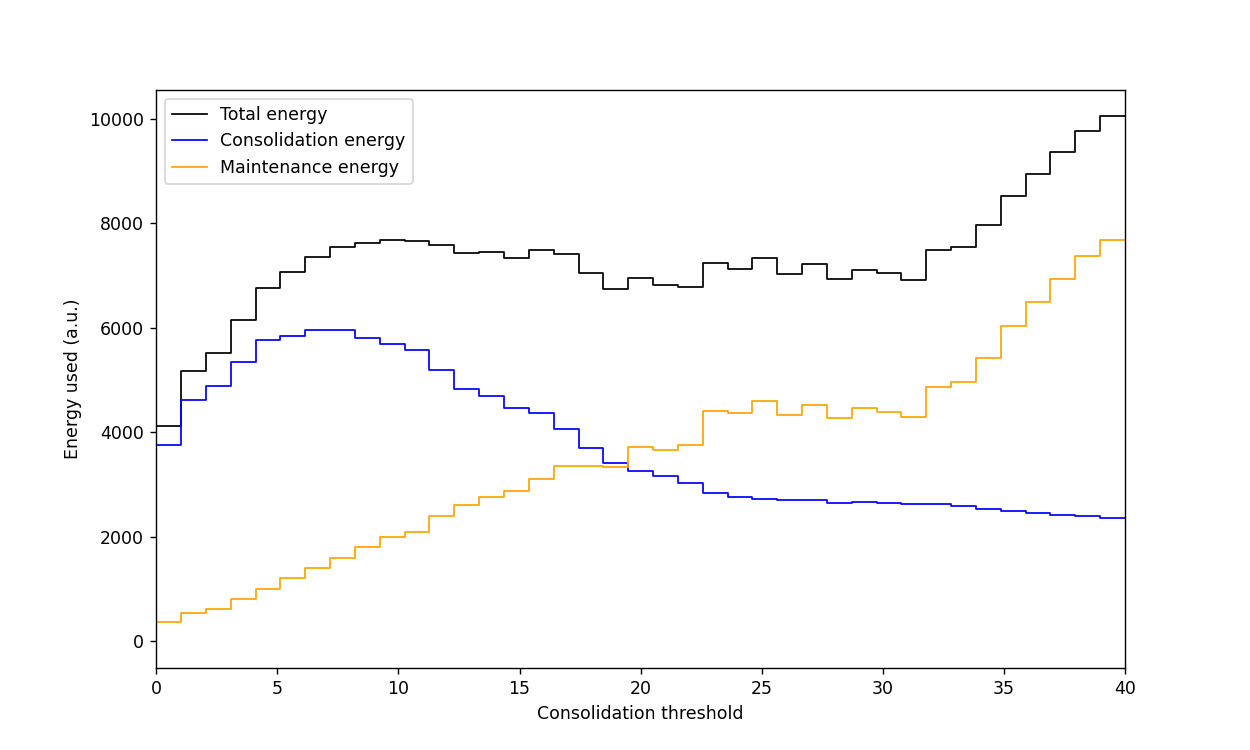 Total energy
Consolidation energy
Maintenance energy
10000
8000
6000
4000
2000
0
Energy used (a.u.)
0 5 10 15 20 25 30 35 40
Consolidation threshold